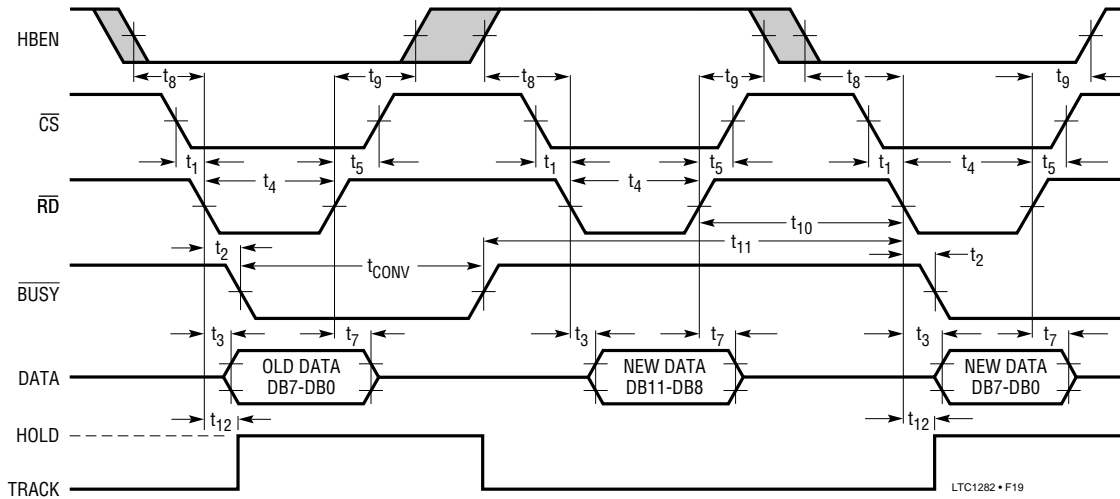 HBEN
t8 t9 t8 t9 t8 t9
CS
t1 t5 t1 t5 t1 t5
t4 t4 t4
RD
t10
t2 t11 t2
tCONV
BUSY
t3 t7 t3 t7 t3 t7
DATA
OLD DATA
DB7-DB0
NEW DATA
DB11-DB8
NEW DATA
DB7-DB0
t12 t12
HOLD
TRACK
LTC1282 • F19